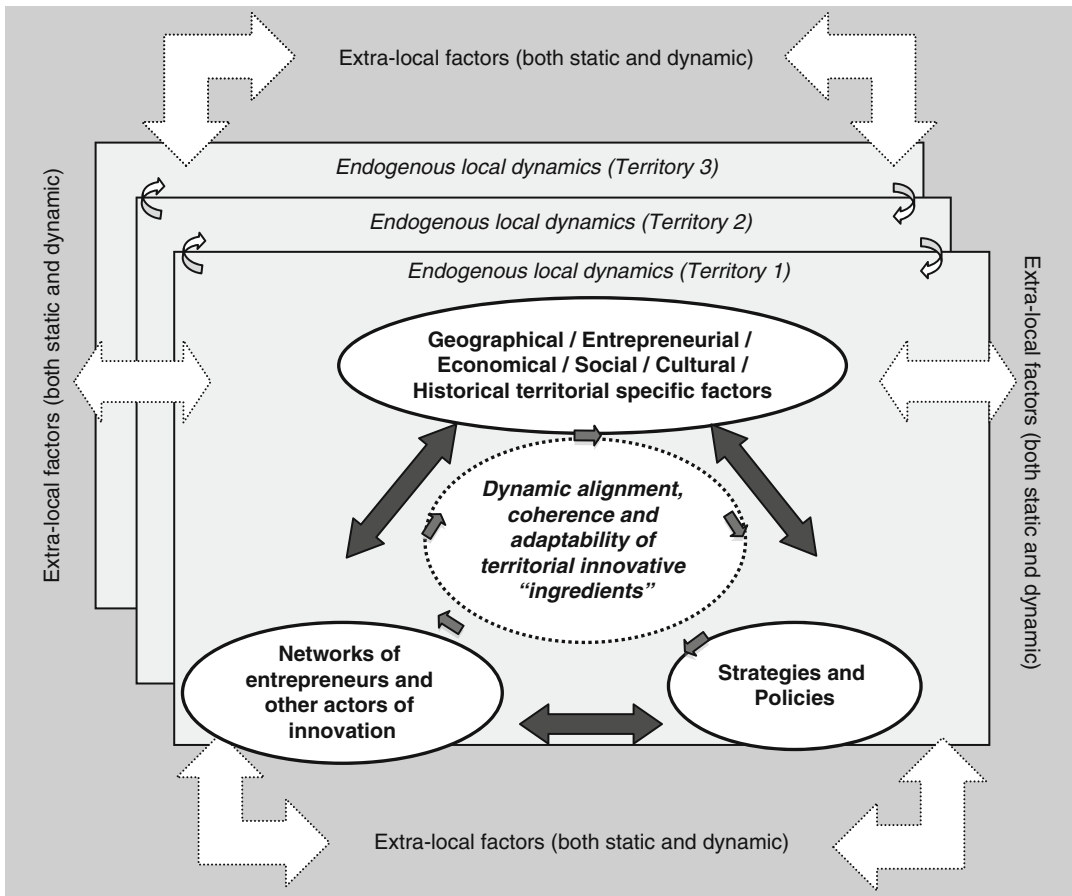 Extra-local factors (both static and dynamic)
Extra-local factors (both static and dynamic)
Endogenous local dynamics (Territory 3)
Endogenous local dynamics (Territory 2)
Endogenous local dynamics (Territory 1)
Geographical / Entrepreneurial /
Economical / Social / Cultural /
Historical territorial specific factors
Dynamic alignment,
coherence and
adaptability of
territorial innovative
“ingredients”
Networks of
entrepreneurs and
other actors of
innovation
Strategies and
Policies
Extra-local factors (both static and dynamic)
Extra-local factors (both static and dynamic)